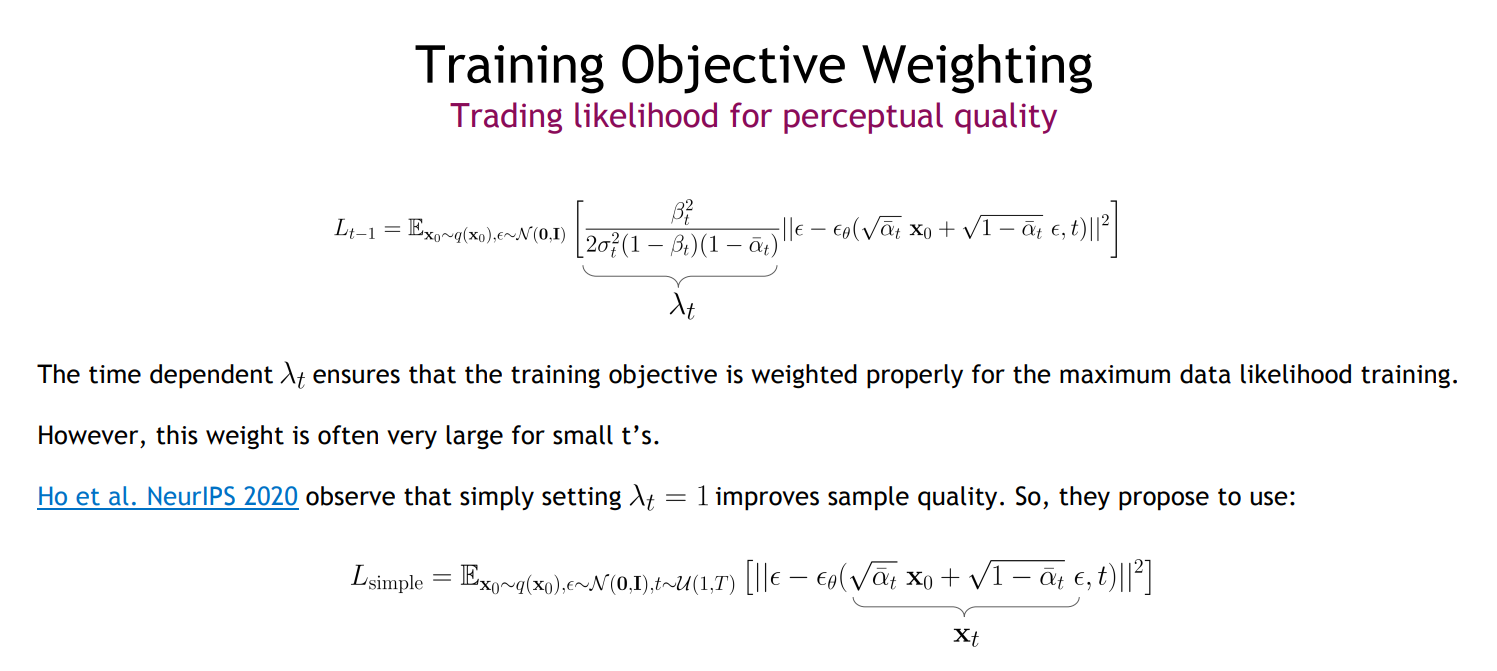 Training Objective Weighting
Trading likelihood for perceptual quality
$L_{t-1} = \mathbb{E}_{\mathbf{x}_0 \sim q(\mathbf{x}_0), \epsilon \sim \mathcal{N}(\mathbf{0}, \mathbf{I})} \left[ \underbrace{\frac{\beta_t^2}{2\sigma_t^2(1 - \beta_t)(1 - \bar{\alpha}_t)}}_{\lambda_t} ||\epsilon - \epsilon_\theta(\sqrt{\bar{\alpha}_t}\ \mathbf{x}_0 + \sqrt{1 - \bar{\alpha}_t}\ \epsilon, t)||^2 \right]$
The time dependent $\lambda_t$ ensures that the training objective is weighted properly for the maximum data likelihood training.
However, this weight is often very large for small t’s.
Ho et al. NeurIPS 2020 observe that simply setting $\lambda_t = 1$ improves sample quality. So, they propose to use:
$L_{\text{simple}} = \mathbb{E}_{\mathbf{x}_0 \sim q(\mathbf{x}_0), \epsilon \sim \mathcal{N}(\mathbf{0}, \mathbf{I}), t \sim \mathcal{U}(1, T)} \left[ ||\epsilon - \epsilon_\theta(\underbrace{\sqrt{\bar{\alpha}_t}\ \mathbf{x}_0 + \sqrt{1 - \bar{\alpha}_t}\ \epsilon}_{\mathbf{x}_t}, t)||^2 \right]$